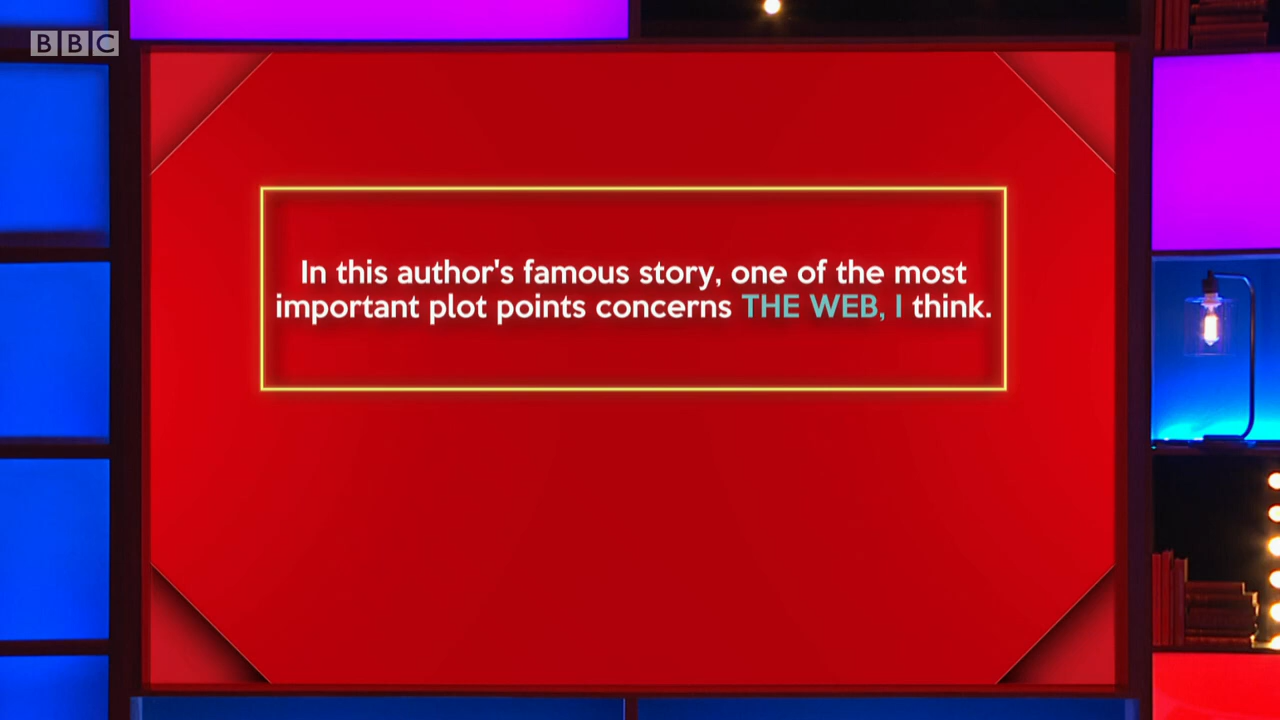 BBC
In this author's famous story, one of the most
important plot points concerns THE WEB, I think.